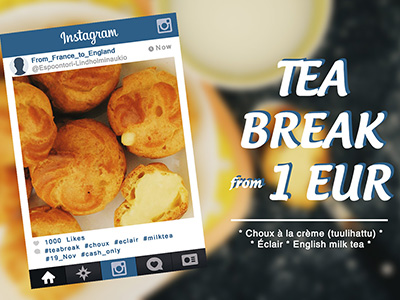 Instagram
From_France_to_England
Now
@Espoontori-Lindholminaukio
1000 Likes
#teabreak #choux #eclair #milktea
#19_Nov #cash_only
TEA
BREAK
from 1 EUR
* Choux à la crème (tuulihattu) *
* Éclair * English milk tea *